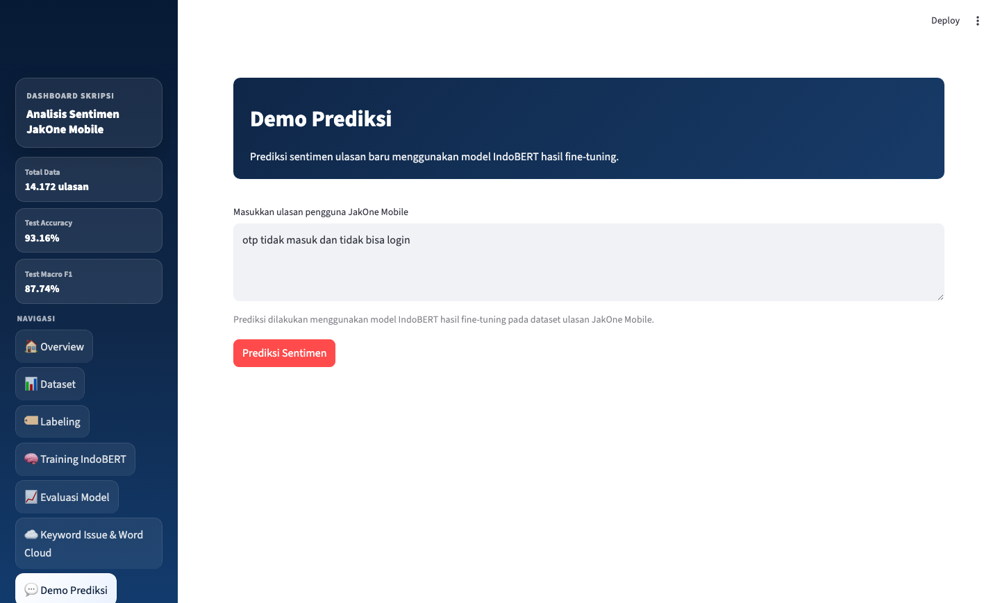 Deploy
DASHBOARD SKRIPSI
Analisis Sentimen
JakOne Mobile
Total Data
14.172 ulasan
Test Accuracy
93.16%
Test Macro F1
87.74%
NAVIGASI
🏠 Overview
📊 Dataset
🏷️ Labeling
🧠 Training IndoBERT
📈 Evaluasi Model
☁️ Keyword Issue & Word
Cloud
💬 Demo Prediksi
Demo Prediksi
Prediksi sentimen ulasan baru menggunakan model IndoBERT hasil fine-tuning.
Masukkan ulasan pengguna JakOne Mobile
otp tidak masuk dan tidak bisa login
Prediksi dilakukan menggunakan model IndoBERT hasil fine-tuning pada dataset ulasan JakOne Mobile.
Prediksi Sentimen